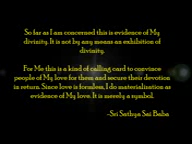 So far as I am concerned this is evidence of My
divinity. It is not by any means an exhibition of
divinity.
For Me this is a kind of calling card to convince
people of My love for them and secure their devotion
in return. Since love is formless, I do materialisation as
evidence of My love. It is merely a symbol.
-Sri Sathya Sai Baba